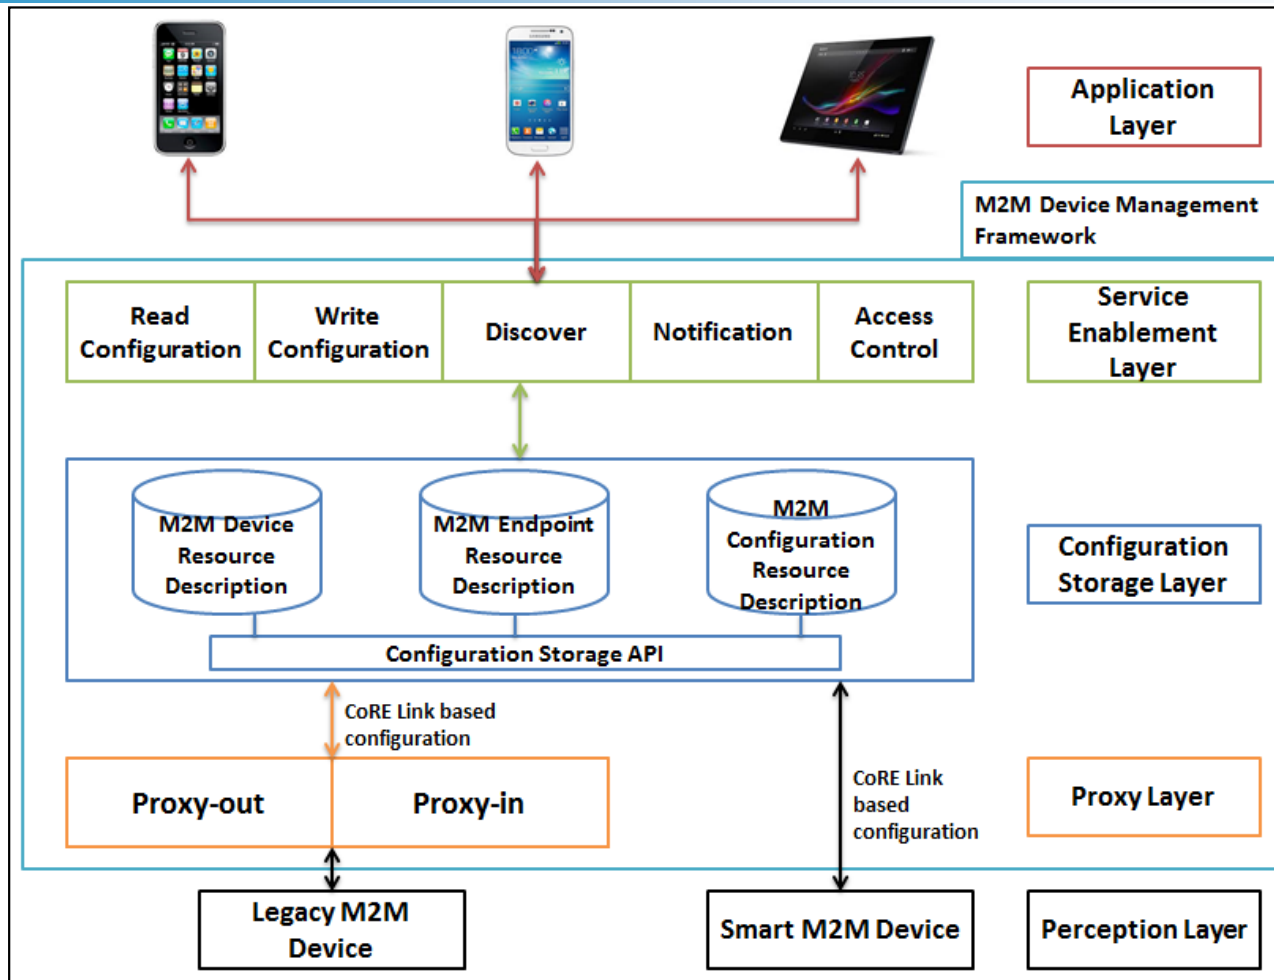 Application
Layer
M2M Device Management
Framework
Read
Configuration
Write
Configuration
Discover
Notification
Access
Control
Service
Enablement
Layer
M2M Device
Resource
Description
M2M Endpoint
Resource
Description
M2M
Configuration
Resource
Description
Configuration
Storage Layer
Configuration Storage API
CoRE Link based
configuration
CoRE Link
based
configuration
Proxy-out
Proxy-in
Proxy Layer
Legacy M2M
Device
Smart M2M Device
Perception Layer